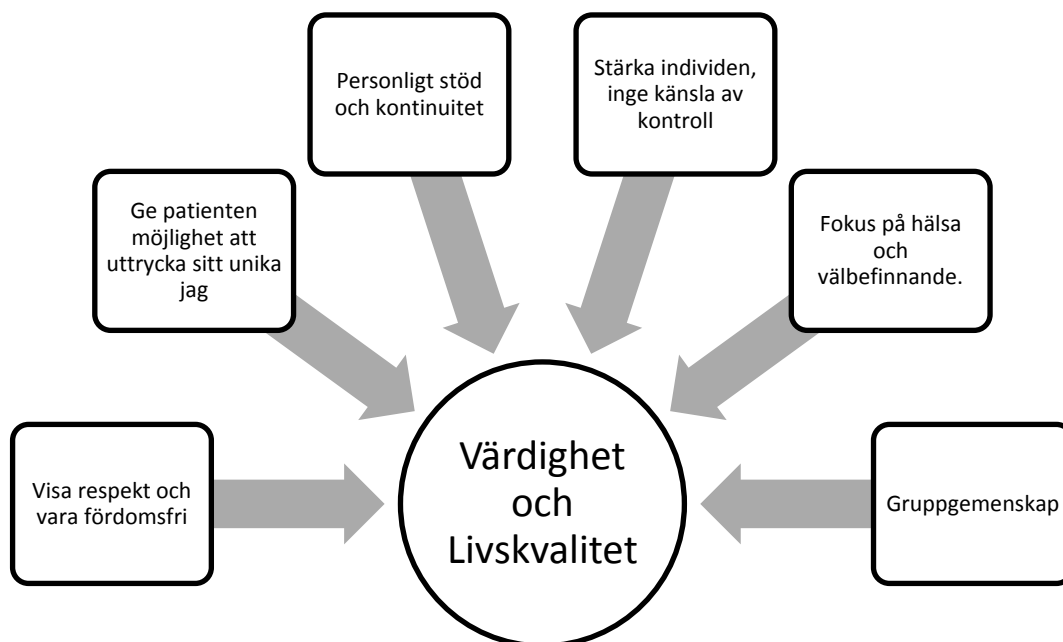 Personligt stöd
och kontinuitet
Stärka individen,
inge känsla av
kontroll
Ge patienten
möjlighet att
uttrycka sitt unika
jag
Fokus på hälsa
och
välbefinnande.
Visa respekt och
vara fördomsfri
Värdighet
och
Livskvalitet
Gruppgemenskap